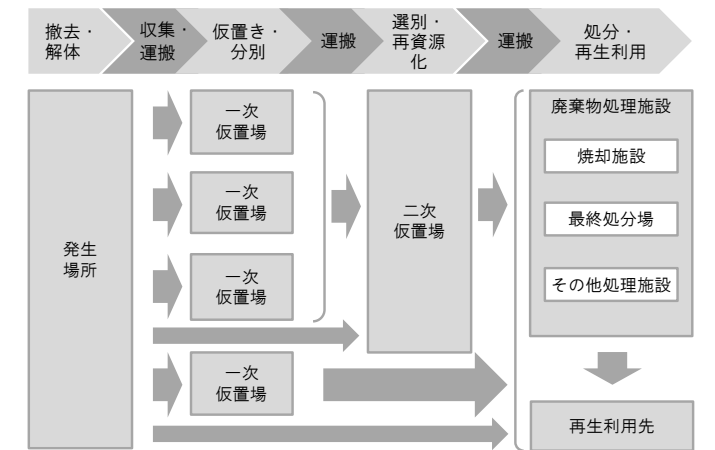 撤去・
解体
収集・
運搬
仮置き・
分別
運搬
選別・
再資源
化
運搬
処分・
再生利用
発生
場所
一次
仮置場
一次
仮置場
一次
仮置場
一次
仮置場
二次
仮置場
廃棄物処理施設
焼却施設
最終処分場
その他処理施設
再生利用先